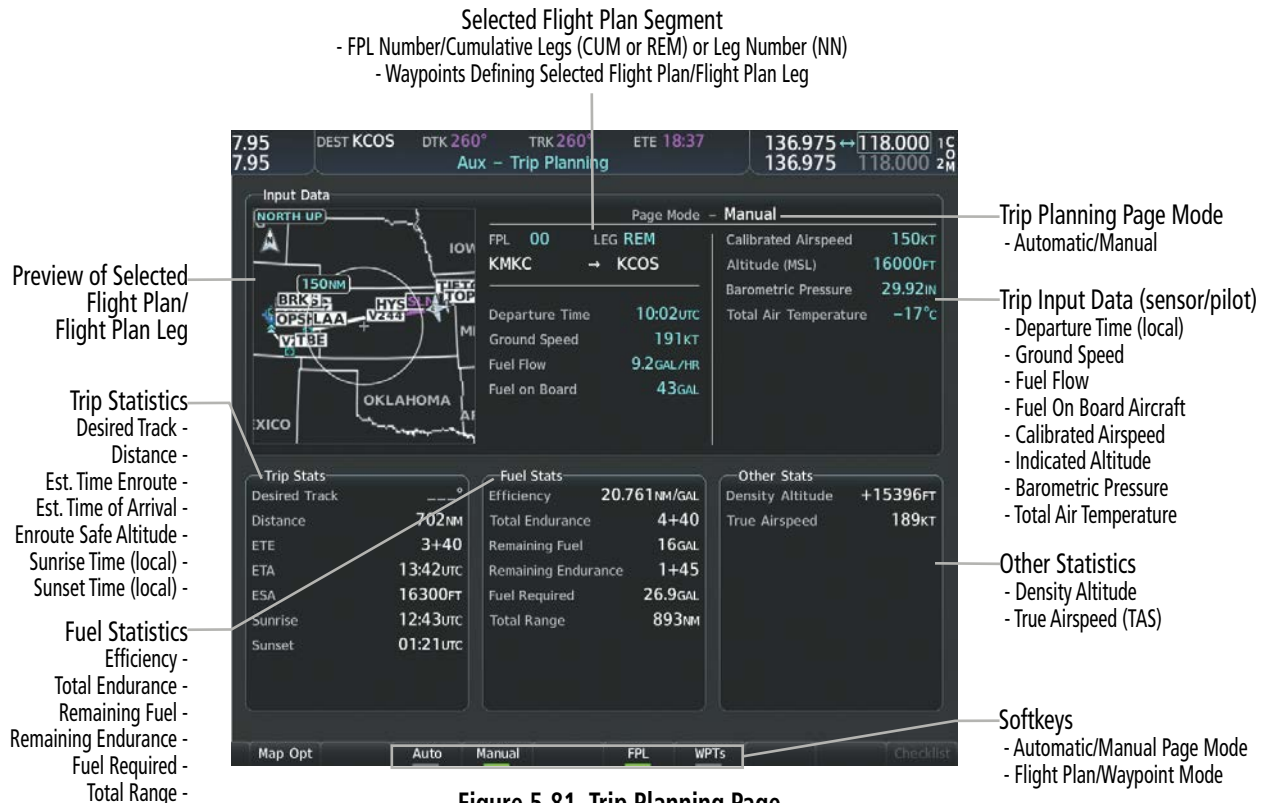 Selected Flight Plan Segment
- FPL Number/Cumulative Legs (CUM or REM) or Leg Number (NN)
- Waypoints Defining Selected Flight Plan/Flight Plan Leg
7.95 DEST KCOS DTK 260° TRK 260° ETE 18:37 136.975 ↔ 118.000 1 COM
7.95 Aux – Trip Planning 136.975 118.000 2
Input Data
NORTH UP
150NM
BRK
HYS
SLN
TOP
OPSH
LAA
V244
TBE
OKLAHOMA
EXICO
Page Mode – Manual
FPL 00 LEG REM
KMKC → KCOS
Departure Time 10:02UTC
Ground Speed 191KT
Fuel Flow 9.2GAL/HR
Fuel on Board 43GAL
Calibrated Airspeed 150KT
Altitude (MSL) 16000FT
Barometric Pressure 29.92IN
Total Air Temperature –17°C
Trip Stats
Desired Track ___°
Distance 702NM
ETE 3+40
ETA 13:42UTC
ESA 16300FT
Sunrise 12:43UTC
Sunset 01:21UTC
Fuel Stats
Efficiency 20.761NM/GAL
Total Endurance 4+40
Remaining Fuel 16GAL
Remaining Endurance 1+45
Fuel Required 26.9GAL
Total Range 893NM
Other Stats
Density Altitude +15396FT
True Airspeed 189KT
Map Opt Auto Manual FPL WPTs Checklist
Preview of Selected
Flight Plan/
Flight Plan Leg
Trip Statistics
Desired Track -
Distance -
Est. Time Enroute -
Est. Time of Arrival -
Enroute Safe Altitude -
Sunrise Time (local) -
Sunset Time (local) -
Fuel Statistics
Efficiency -
Total Endurance -
Remaining Fuel -
Remaining Endurance -
Fuel Required -
Total Range -
Trip Planning Page Mode
- Automatic/Manual
Trip Input Data (sensor/pilot)
- Departure Time (local)
- Ground Speed
- Fuel Flow
- Fuel On Board Aircraft
- Calibrated Airspeed
- Indicated Altitude
- Barometric Pressure
- Total Air Temperature
Other Statistics
- Density Altitude
- True Airspeed (TAS)
Softkeys
- Automatic/Manual Page Mode
- Flight Plan/Waypoint Mode
Figure 5-81 Trip Planning Page